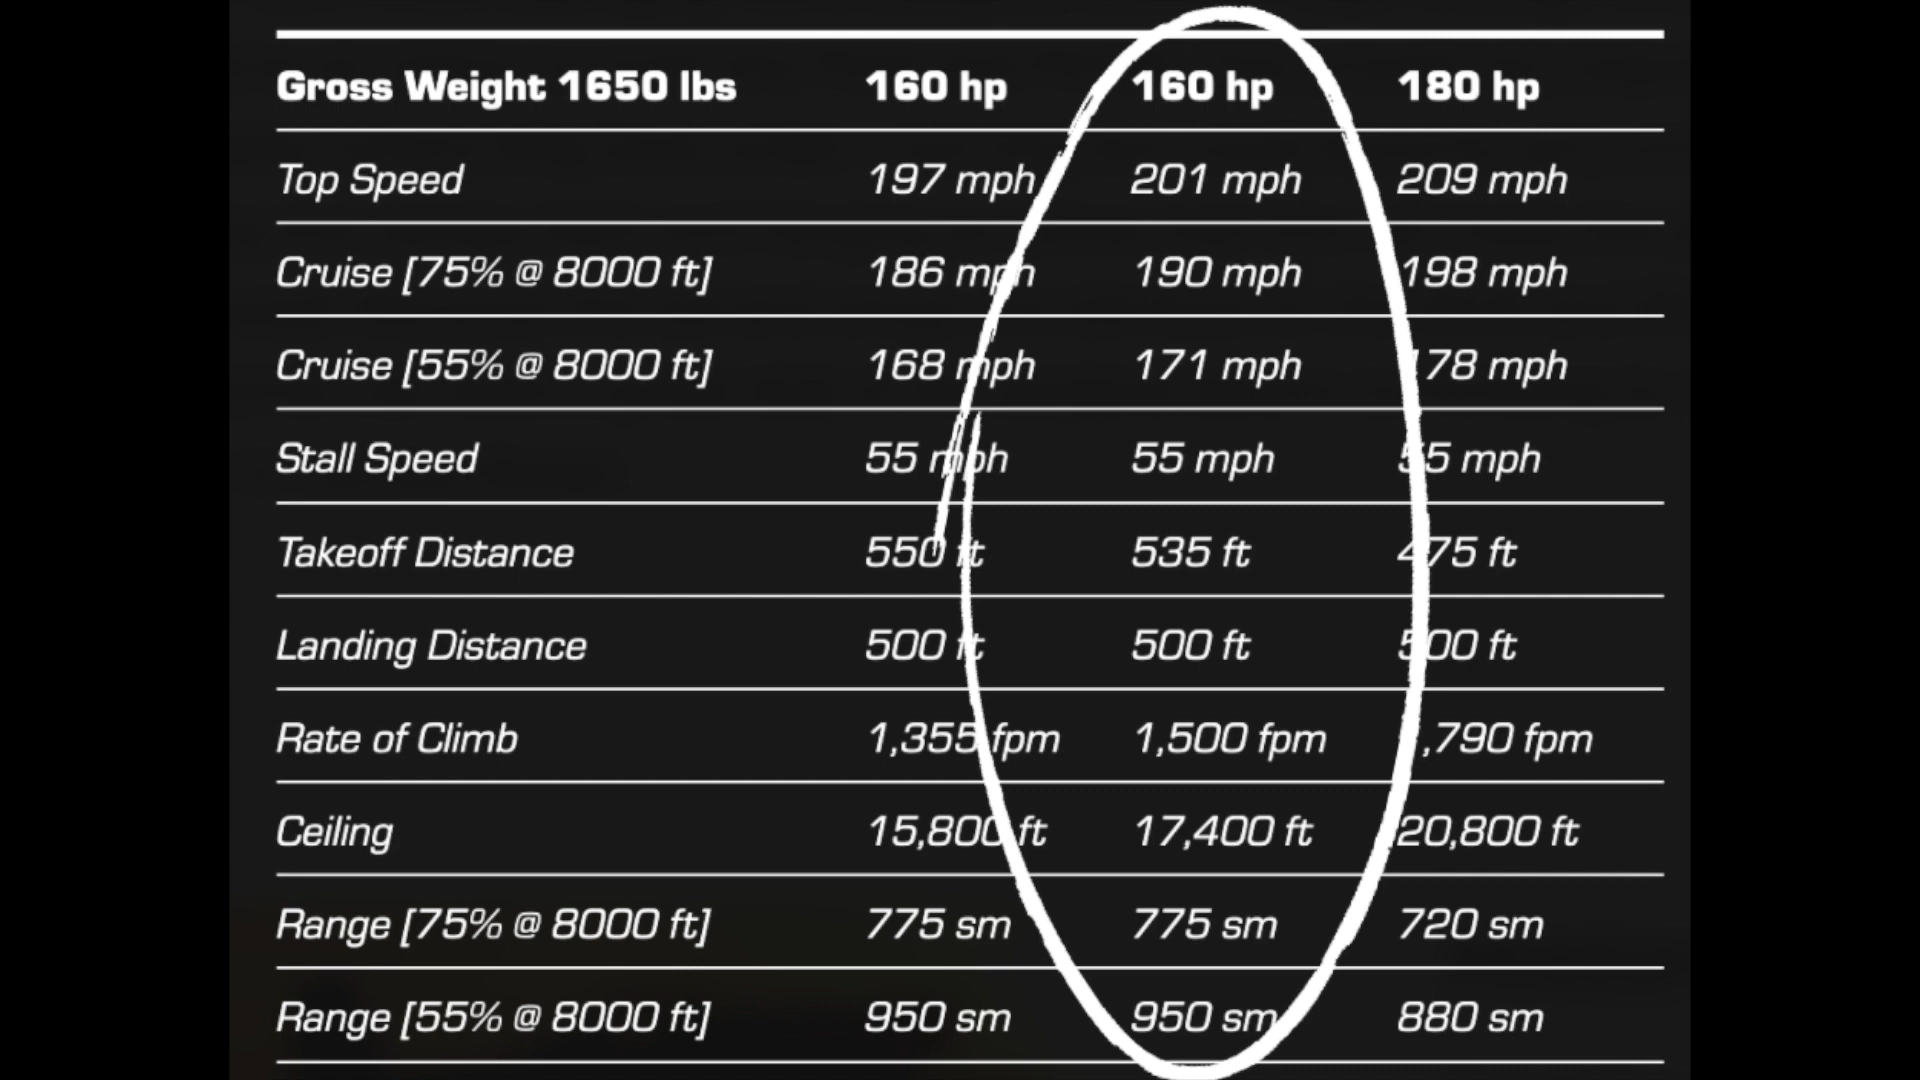 Gross Weight 1650 lbs 160 hp 160 hp 180 hp
Top Speed 197 mph 201 mph 209 mph
Cruise [75% @ 8000 ft] 186 mph 190 mph 198 mph
Cruise [55% @ 8000 ft] 168 mph 171 mph 178 mph
Stall Speed 55 mph 55 mph 55 mph
Takeoff Distance 550 ft 535 ft 475 ft
Landing Distance 500 ft 500 ft 500 ft
Rate of Climb 1,355 fpm 1,500 fpm 1,790 fpm
Ceiling 15,800 ft 17,400 ft 20,800 ft
Range [75% @ 8000 ft] 775 sm 775 sm 720 sm
Range [55% @ 8000 ft] 950 sm 950 sm 880 sm